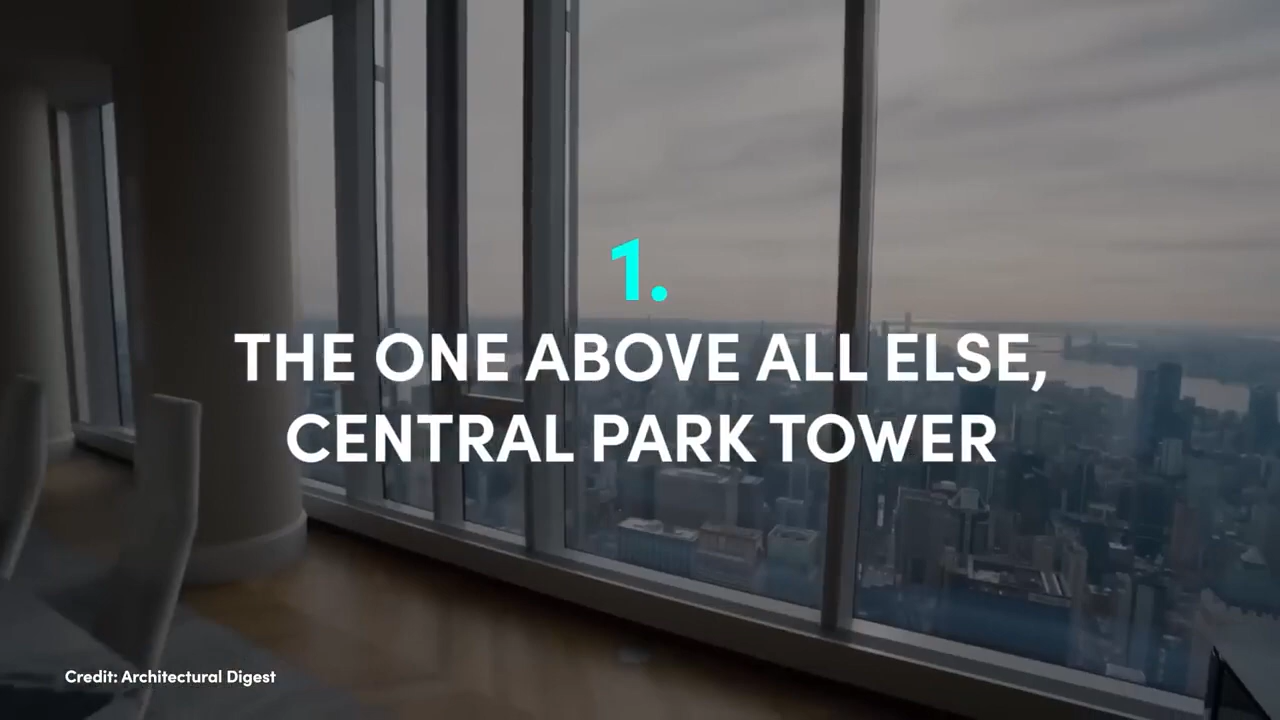 1.
THE ONE ABOVE ALL ELSE,
CENTRAL PARK TOWER
Credit: Architectural Digest